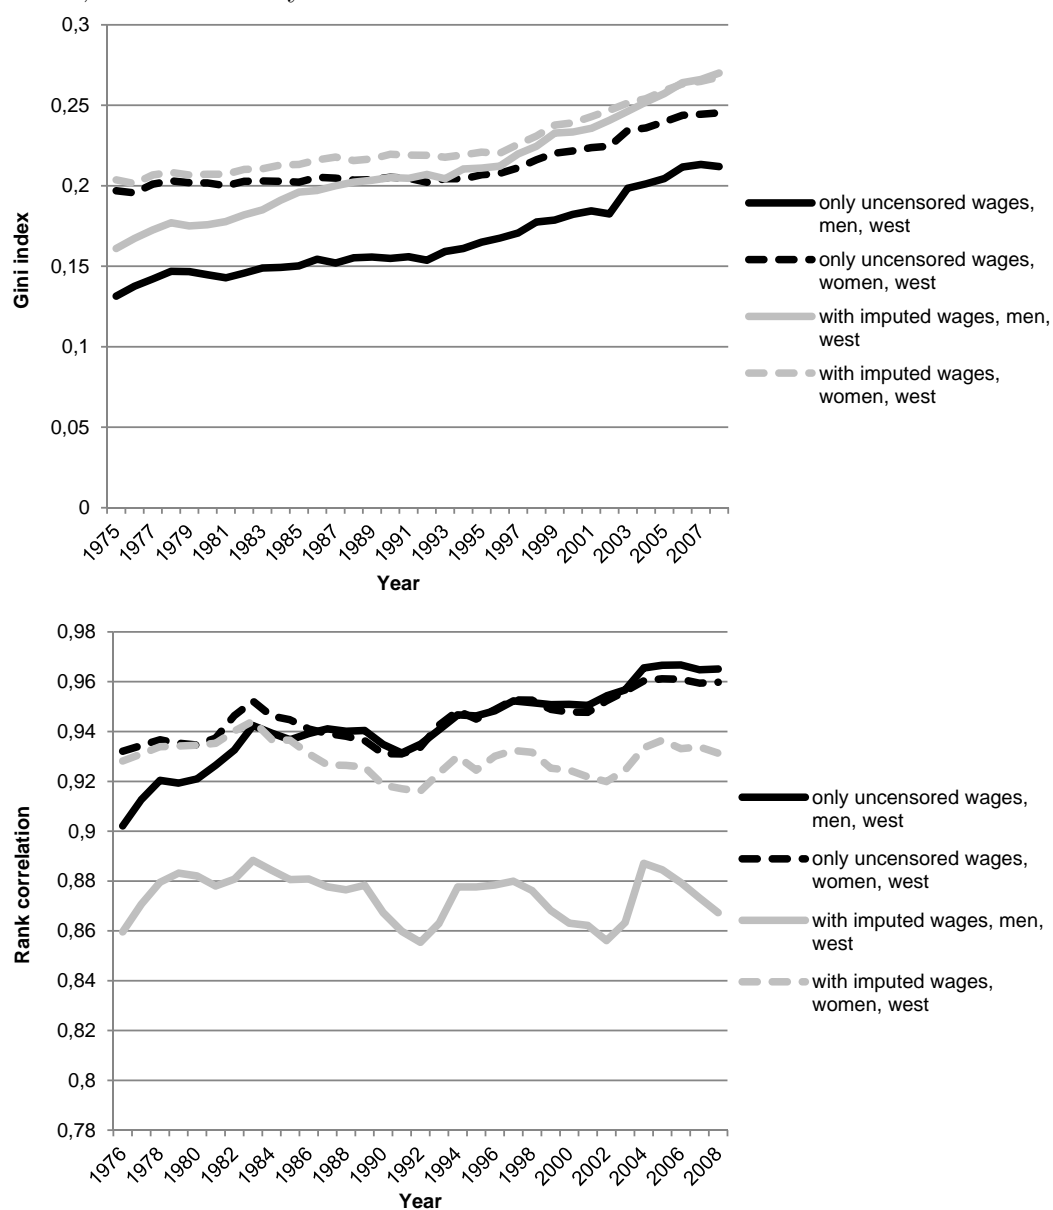 0,3
0,25
0,2
0,15
0,1
0,05
0
Gini index
1975
1977
1979
1981
1983
1985
1987
1989
1991
1993
1995
1997
1999
2001
2003
2005
2007
Year
only uncensored wages,
men, west
only uncensored wages,
women, west
with imputed wages, men,
west
with imputed wages,
women, west
0,98
0,96
0,94
0,92
0,9
0,88
0,86
0,84
0,82
0,8
0,78
Rank correlation
1976
1978
1980
1982
1984
1986
1988
1990
1992
1994
1996
1998
2000
2002
2004
2006
2008
Year
only uncensored wages,
men, west
only uncensored wages,
women, west
with imputed wages, men,
west
with imputed wages,
women, west